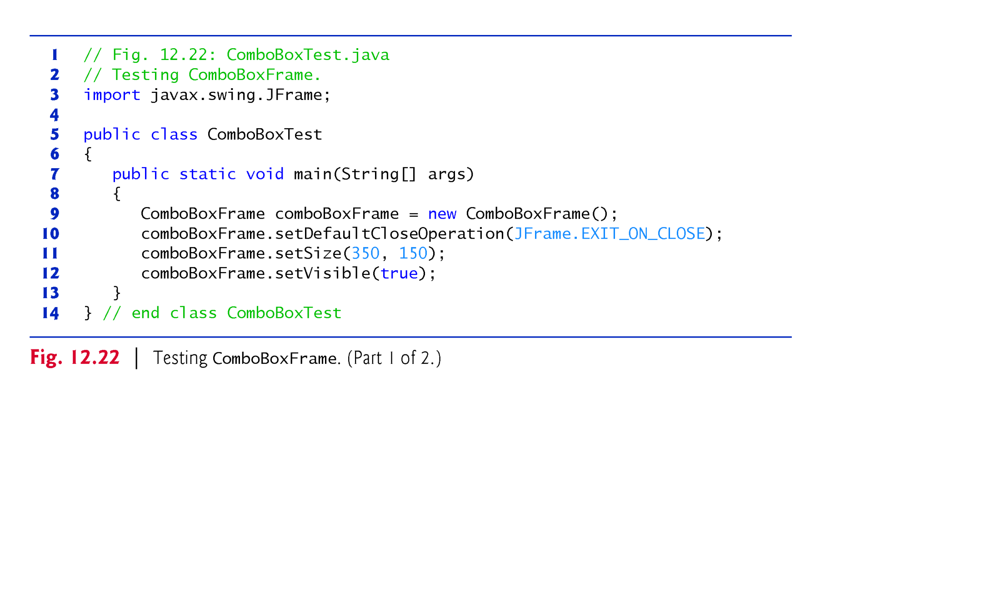 1 // Fig. 12.22: ComboBoxTest.java
2 // Testing ComboBoxFrame.
3 import javax.swing.JFrame;
4
5 public class ComboBoxTest
6 {
7    public static void main(String[] args)
8    {
9       ComboBoxFrame comboBoxFrame = new ComboBoxFrame();
10       comboBoxFrame.setDefaultCloseOperation(JFrame.EXIT_ON_CLOSE);
11       comboBoxFrame.setSize(350, 150);
12       comboBoxFrame.setVisible(true);
13    }
14 } // end class ComboBoxTest
Fig. 12.22 | Testing ComboBoxFrame. (Part 1 of 2.)